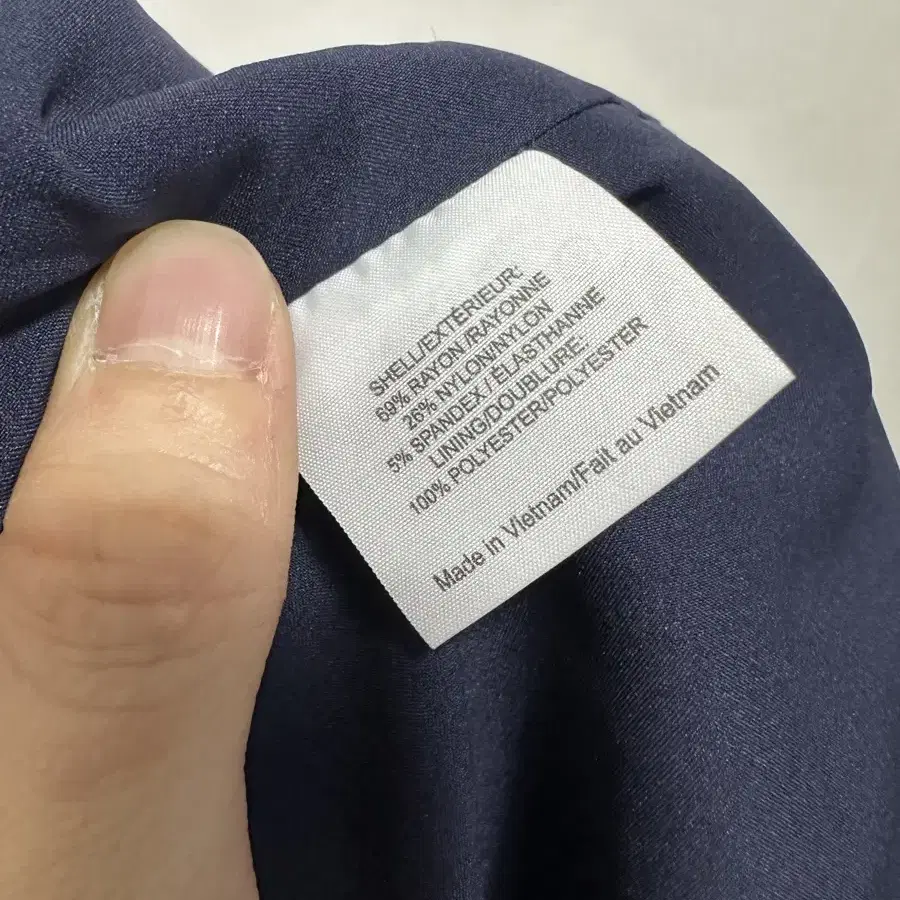 SHELL/EXTÉRIEUR:
69% RAYON /RAYONNE
26% NYLON/NYLON
5% SPANDEX / ÉLASTHANNE
LINING/DOUBLURE:
100% POLYESTER/POLYESTER
Made in Vietnam/Fait au Vietnam